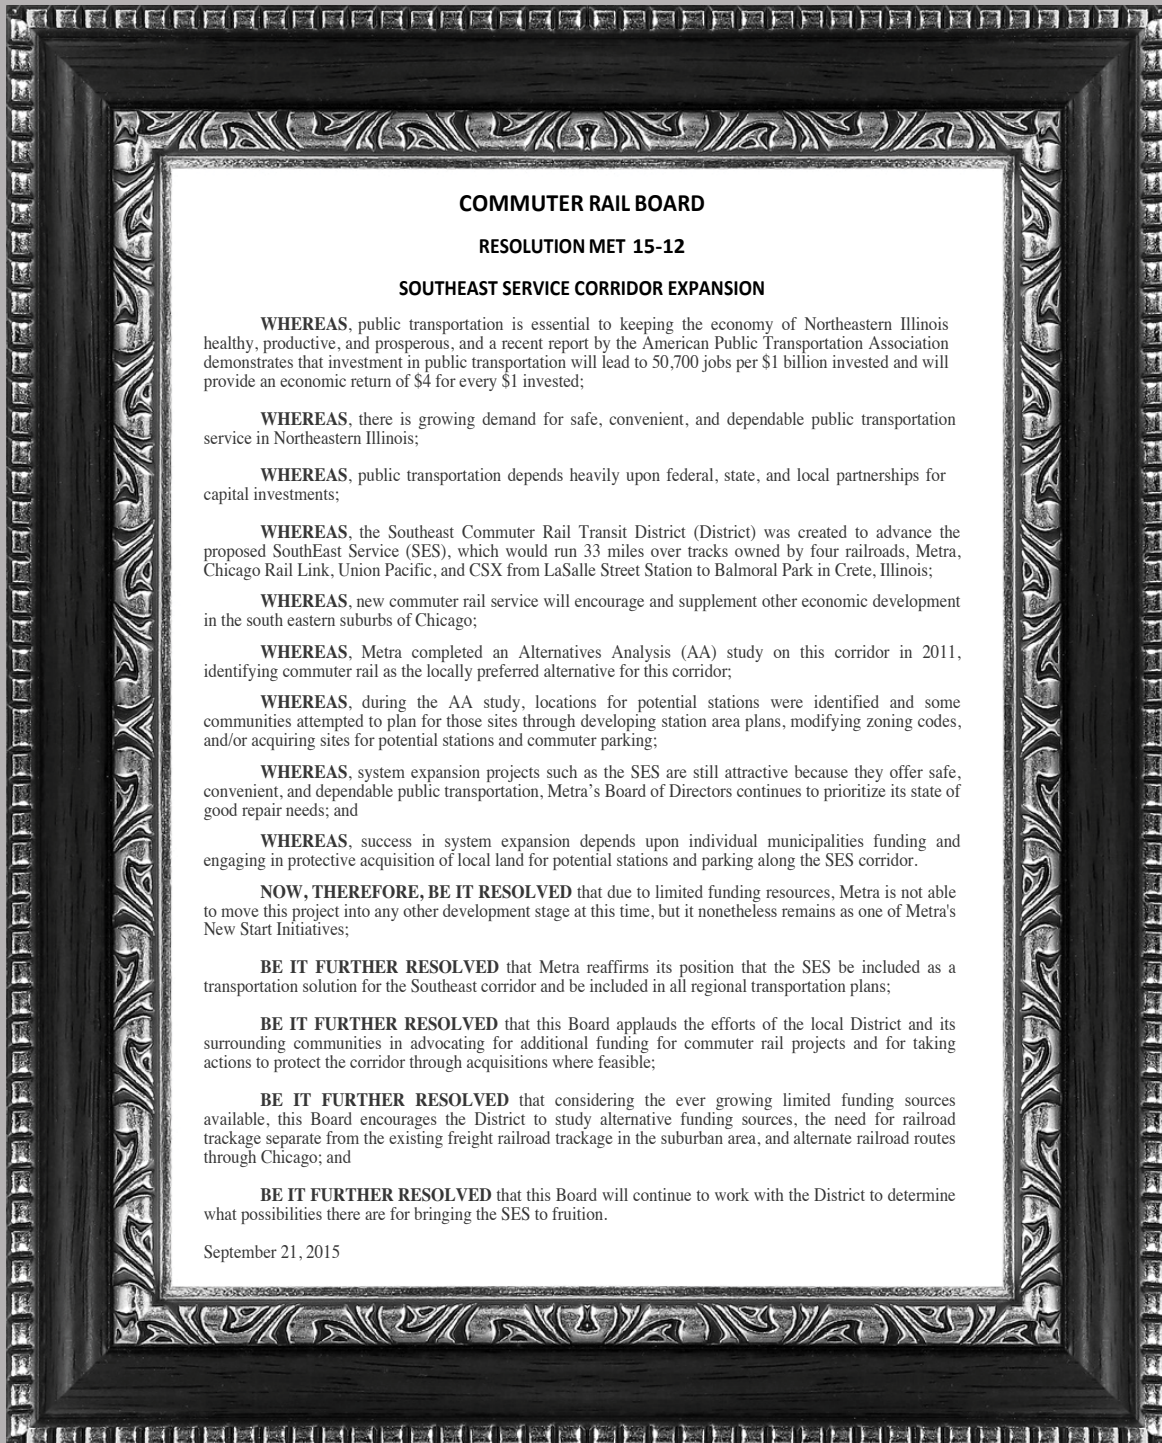 COMMUTER RAIL BOARD
RESOLUTION MET 15-12
SOUTHEAST SERVICE CORRIDOR EXPANSION
WHEREAS, public transportation is essential to keeping the economy of Northeastern Illinois
healthy, productive, and prosperous, and a recent report by the American Public Transportation Association
demonstrates that investment in public transportation will lead to 50,700 jobs per $1 billion invested and will
provide an economic return of $4 for every $1 invested;
WHEREAS, there is growing demand for safe, convenient, and dependable public transportation
service in Northeastern Illinois;
WHEREAS, public transportation depends heavily upon federal, state, and local partnerships for
capital investments;
WHEREAS, the Southeast Commuter Rail Transit District (District) was created to advance the
proposed SouthEast Service (SES), which would run 33 miles over tracks owned by four railroads, Metra,
Chicago Rail Link, Union Pacific, and CSX from LaSalle Street Station to Balmoral Park in Crete, Illinois;
WHEREAS, new commuter rail service will encourage and supplement other economic development
in the south eastern suburbs of Chicago;
WHEREAS, Metra completed an Alternatives Analysis (AA) study on this corridor in 2011,
identifying commuter rail as the locally preferred alternative for this corridor;
WHEREAS, during the AA study, locations for potential stations were identified and some
communities attempted to plan for those sites through developing station area plans, modifying zoning codes,
and/or acquiring sites for potential stations and commuter parking;
WHEREAS, system expansion projects such as the SES are still attractive because they offer safe,
convenient, and dependable public transportation, Metra’s Board of Directors continues to prioritize its state of
good repair needs; and
WHEREAS, success in system expansion depends upon individual municipalities funding and
engaging in protective acquisition of local land for potential stations and parking along the SES corridor.
NOW, THEREFORE, BE IT RESOLVED that due to limited funding resources, Metra is not able
to move this project into any other development stage at this time, but it nonetheless remains as one of Metra's
New Start Initiatives;
BE IT FURTHER RESOLVED that Metra reaffirms its position that the SES be included as a
transportation solution for the Southeast corridor and be included in all regional transportation plans;
BE IT FURTHER RESOLVED that this Board applauds the efforts of the local District and its
surrounding communities in advocating for additional funding for commuter rail projects and for taking
actions to protect the corridor through acquisitions where feasible;
BE IT FURTHER RESOLVED that considering the ever growing limited funding sources
available, this Board encourages the District to study alternative funding sources, the need for railroad
trackage separate from the existing freight railroad trackage in the suburban area, and alternate railroad routes
through Chicago; and
BE IT FURTHER RESOLVED that this Board will continue to work with the District to determine
what possibilities there are for bringing the SES to fruition.
September 21, 2015